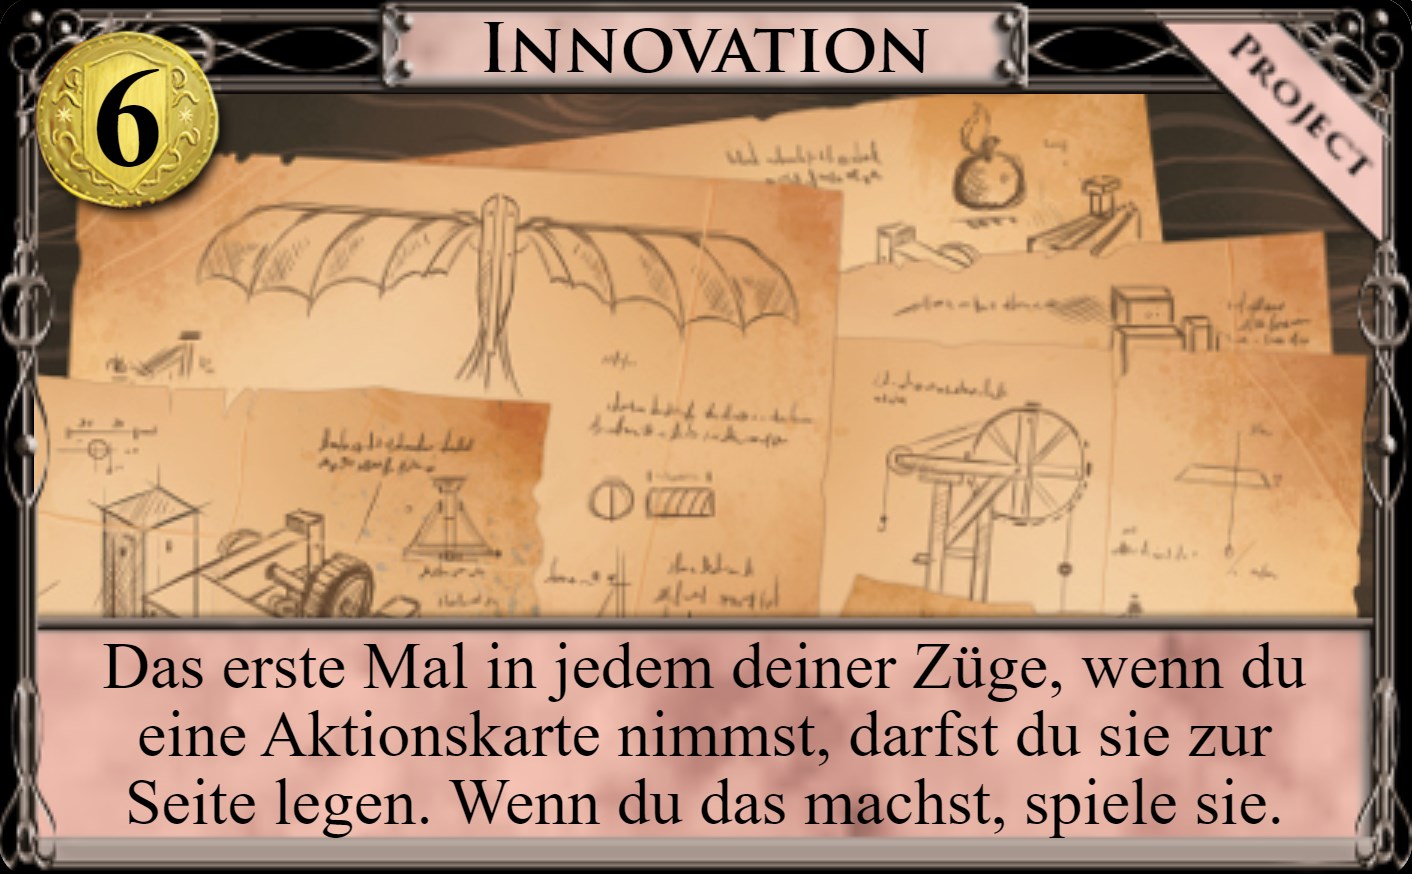 INNOVATION
6
PROJECT
Das erste Mal in jedem deiner Züge, wenn du
eine Aktionskarte nimmst, darfst du sie zur
Seite legen. Wenn du das machst, spiele sie.